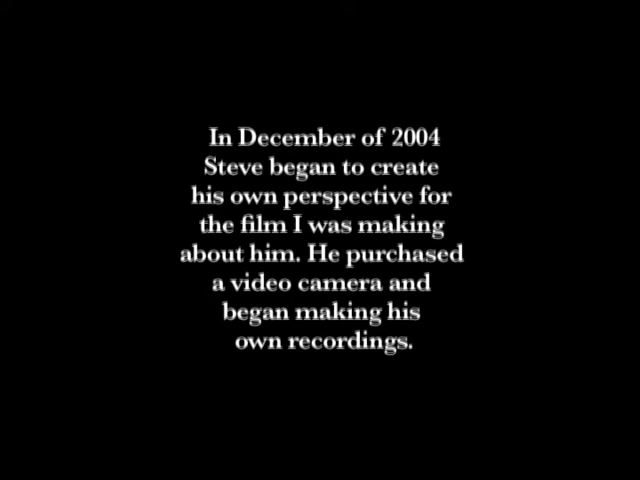 In December of 2004
Steve began to create
his own perspective for
the film I was making
about him. He purchased
a video camera and
began making his
own recordings.